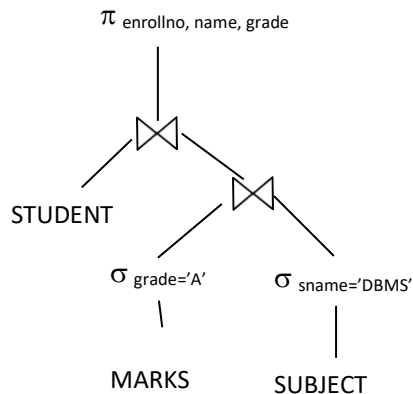 π enrollno, name, grade
STUDENT
σ grade='A' σ sname='DBMS'
MARKS SUBJECT